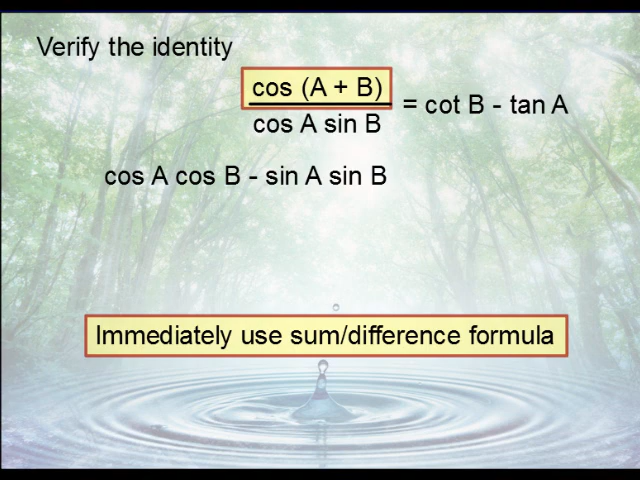 Verify the identity
cos (A + B)
cos A sin B
= cot B - tan A
cos A cos B - sin A sin B
Immediately use sum/difference formula